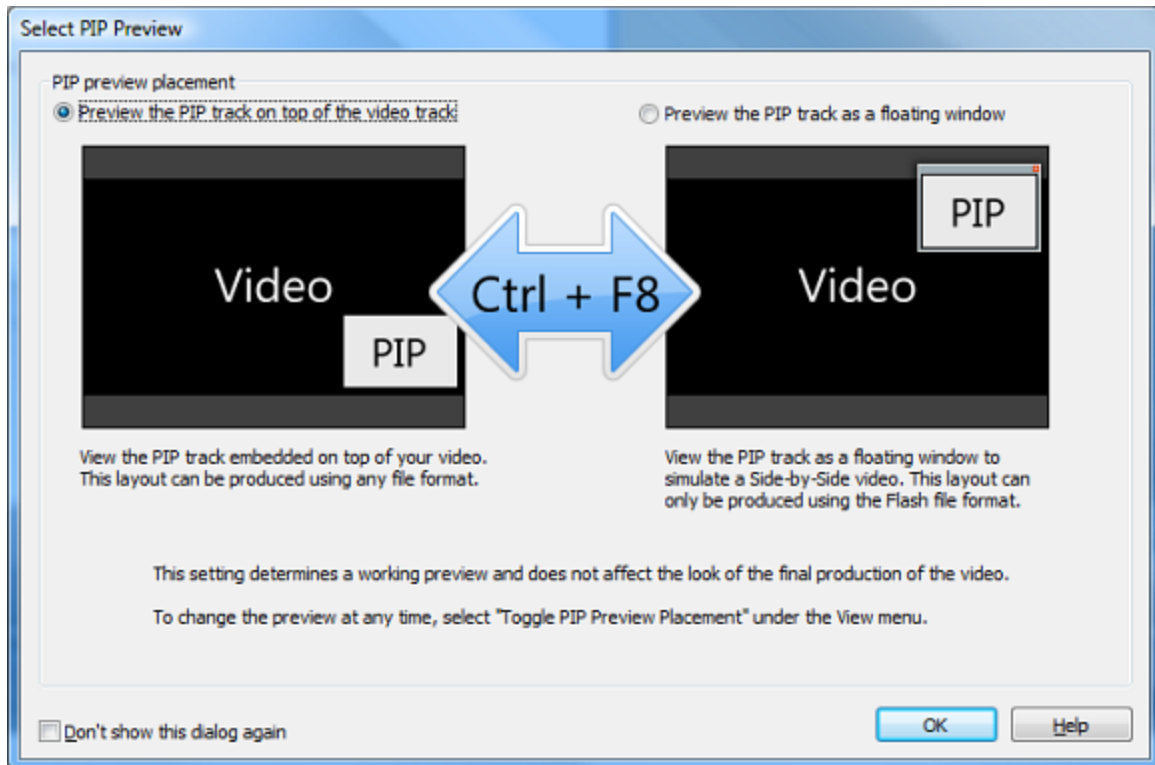 Select PIP Preview
PIP preview placement
Preview the PIP track on top of the video track
Preview the PIP track as a floating window
Video
PIP
Ctrl + F8
Video
PIP
View the PIP track embedded on top of your video.
This layout can be produced using any file format.
View the PIP track as a floating window to
simulate a Side-by-Side video. This layout can
only be produced using the Flash file format.
This setting determines a working preview and does not affect the look of the final production of the video.
To change the preview at any time, select "Toggle PIP Preview Placement" under the View menu.
Don't show this dialog again
OK
Help